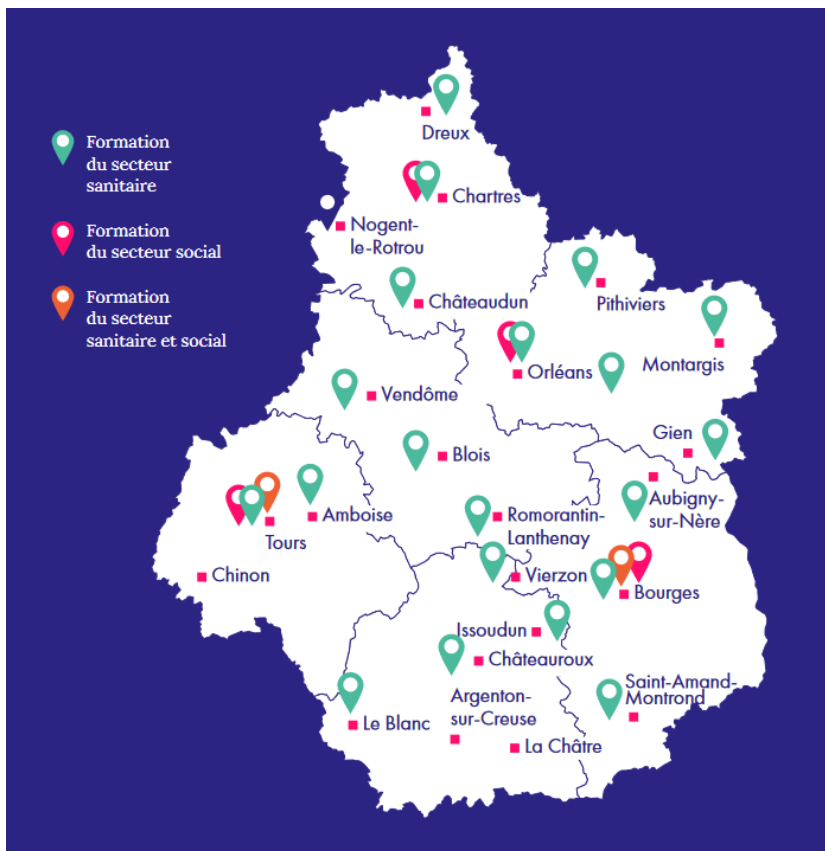 Formation
du secteur
sanitaire
Formation
du secteur social
Formation
du secteur
sanitaire et social
Dreux
Chartres
Nogent-
le-Rotrou
Châteaudun
Pithiviers
Montargis
Orléans
Vendôme
Gien
Blois
Aubigny-
sur-Nère
Amboise
Romorantin-
Lanthenay
Tours
Chinon
Vierzon
Bourges
Issoudun
Châteauroux
Saint-Amand-
Montrond
Argenton-
sur-Creuse
Le Blanc
La Châtre